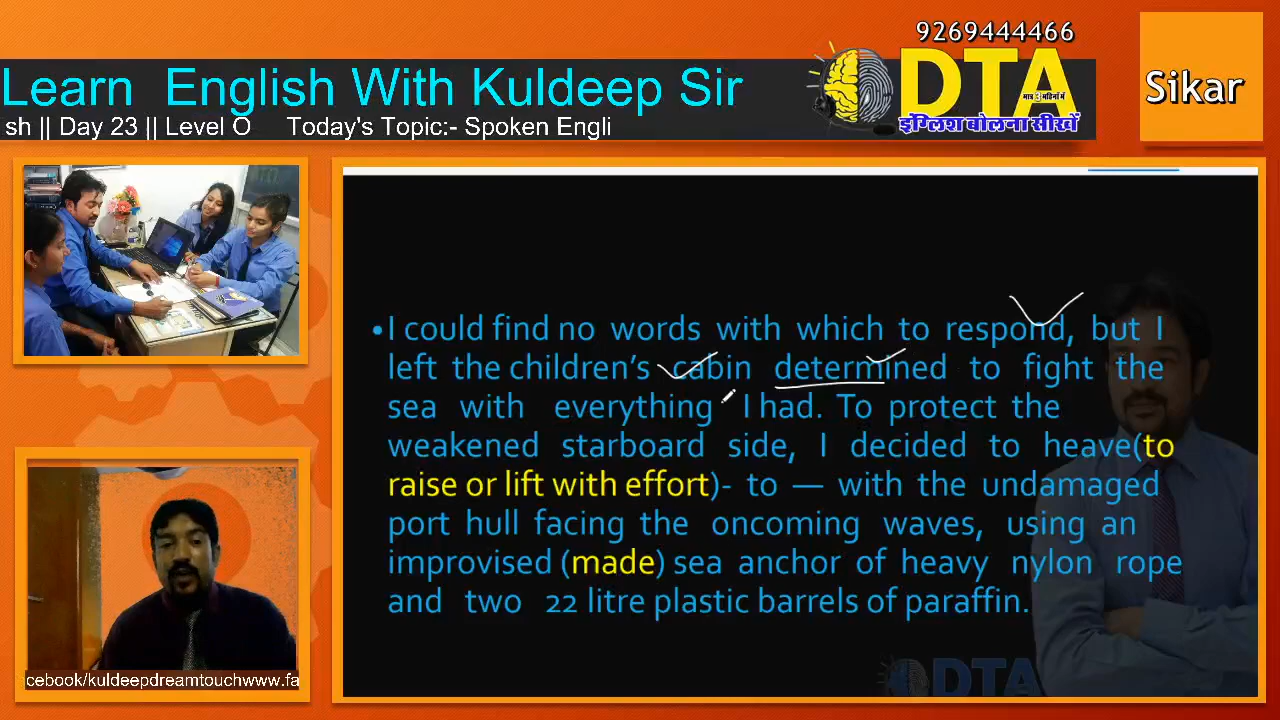 9269444466
Learn English With Kuldeep Sir
DTA
Sikar
sh || Day 23 || Level O Today's Topic:- Spoken Engli
इंग्लिश बोलना सीखें
•I could find no words with which to respond, but I
left the children's cabin determined to fight the
sea with everything I had. To protect the
weakened starboard side, I decided to heave(to
raise or lift with effort)- to — with the undamaged
port hull facing the oncoming waves, using an
improvised (made) sea anchor of heavy nylon rope
and two 22 litre plastic barrels of paraffin.
DTA
cebook/kuldeepdreamtouchwww.fa